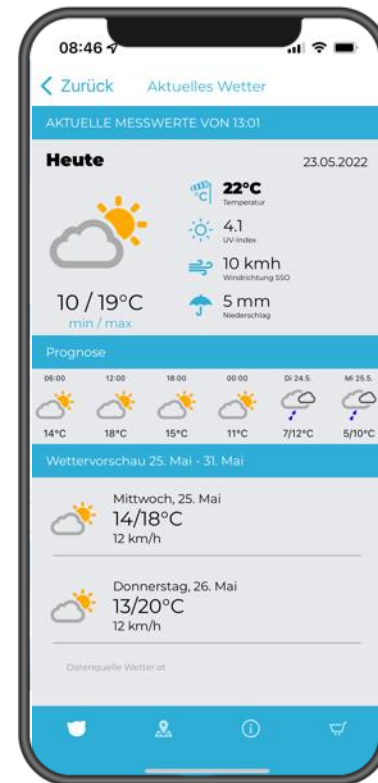 08:46
Zurück Aktuelles Wetter
AKTUELLE MESSWERTE VON 13:01
Heute 23.05.2022
°C 22°C
Temperatur
4.1
UV-Index
10 kmh
Windrichtung SSO
5 mm
Niederschlag
10 / 19°C
min / max
Prognose
06:00 12:00 18:00 00:00 Di 24.5. Mi 25.5.
14°C 18°C 15°C 11°C 7/12°C 5/10°C
Wettervorschau 25. Mai - 31. Mai
Mittwoch, 25. Mai
14/18°C
12 km/h
Donnerstag, 26. Mai
13/20°C
12 km/h
Datenquelle Wetter.at